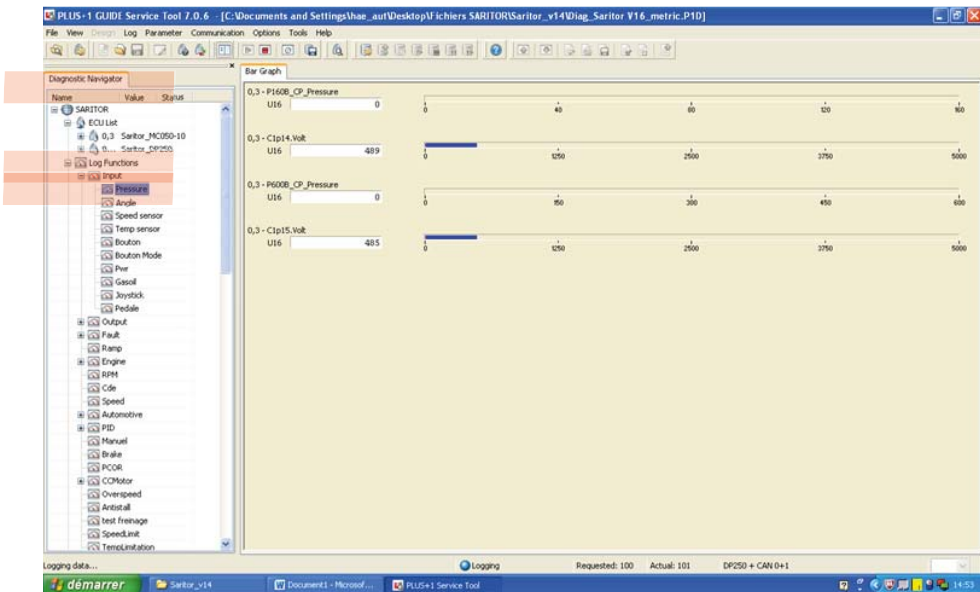 PLUS+1 GUIDE Service Tool 7.0.6 - [C:\Documents and Settings\hae_aut\Desktop\Fichiers SARITOR\Saritor_v14\Diag_Saritor V16_metric.P1D]
File View Design Log Parameter Communication Options Tools Help
Diagnostic Navigator
Name Value Status
SARITOR
ECU List
0,3 Saritor_MC050-10
0... Saritor_DP250
Log Functions
Input
Pressure
Angle
Speed sensor
Temp sensor
Bouton
Bouton Mode
Pwr
Gasoil
Joystick
Pedale
Output
Fault
Ramp
Engine
RPM
Cde
Speed
Automotive
PID
Manuel
Brake
PCOR
CCMotor
Overspeed
Antistall
test freinage
SpeedLimit
TempLimitation
Bar Graph
0,3 - P160B_CP_Pressure
U16 0 0 40 80 120 160
0,3 - C1p14.Volt
U16 489 0 1250 2500 3750 5000
0,3 - P600B_CP_Pressure
U16 0 0 150 300 450 600
0,3 - C1p15.Volt
U16 485 0 1250 2500 3750 5000
Logging data... Logging Requested: 100 Actual: 101 DP250 + CAN 0+1
démarrer Saritor_v14 Document1 - Microsof... PLUS+1 Service Tool 14:53